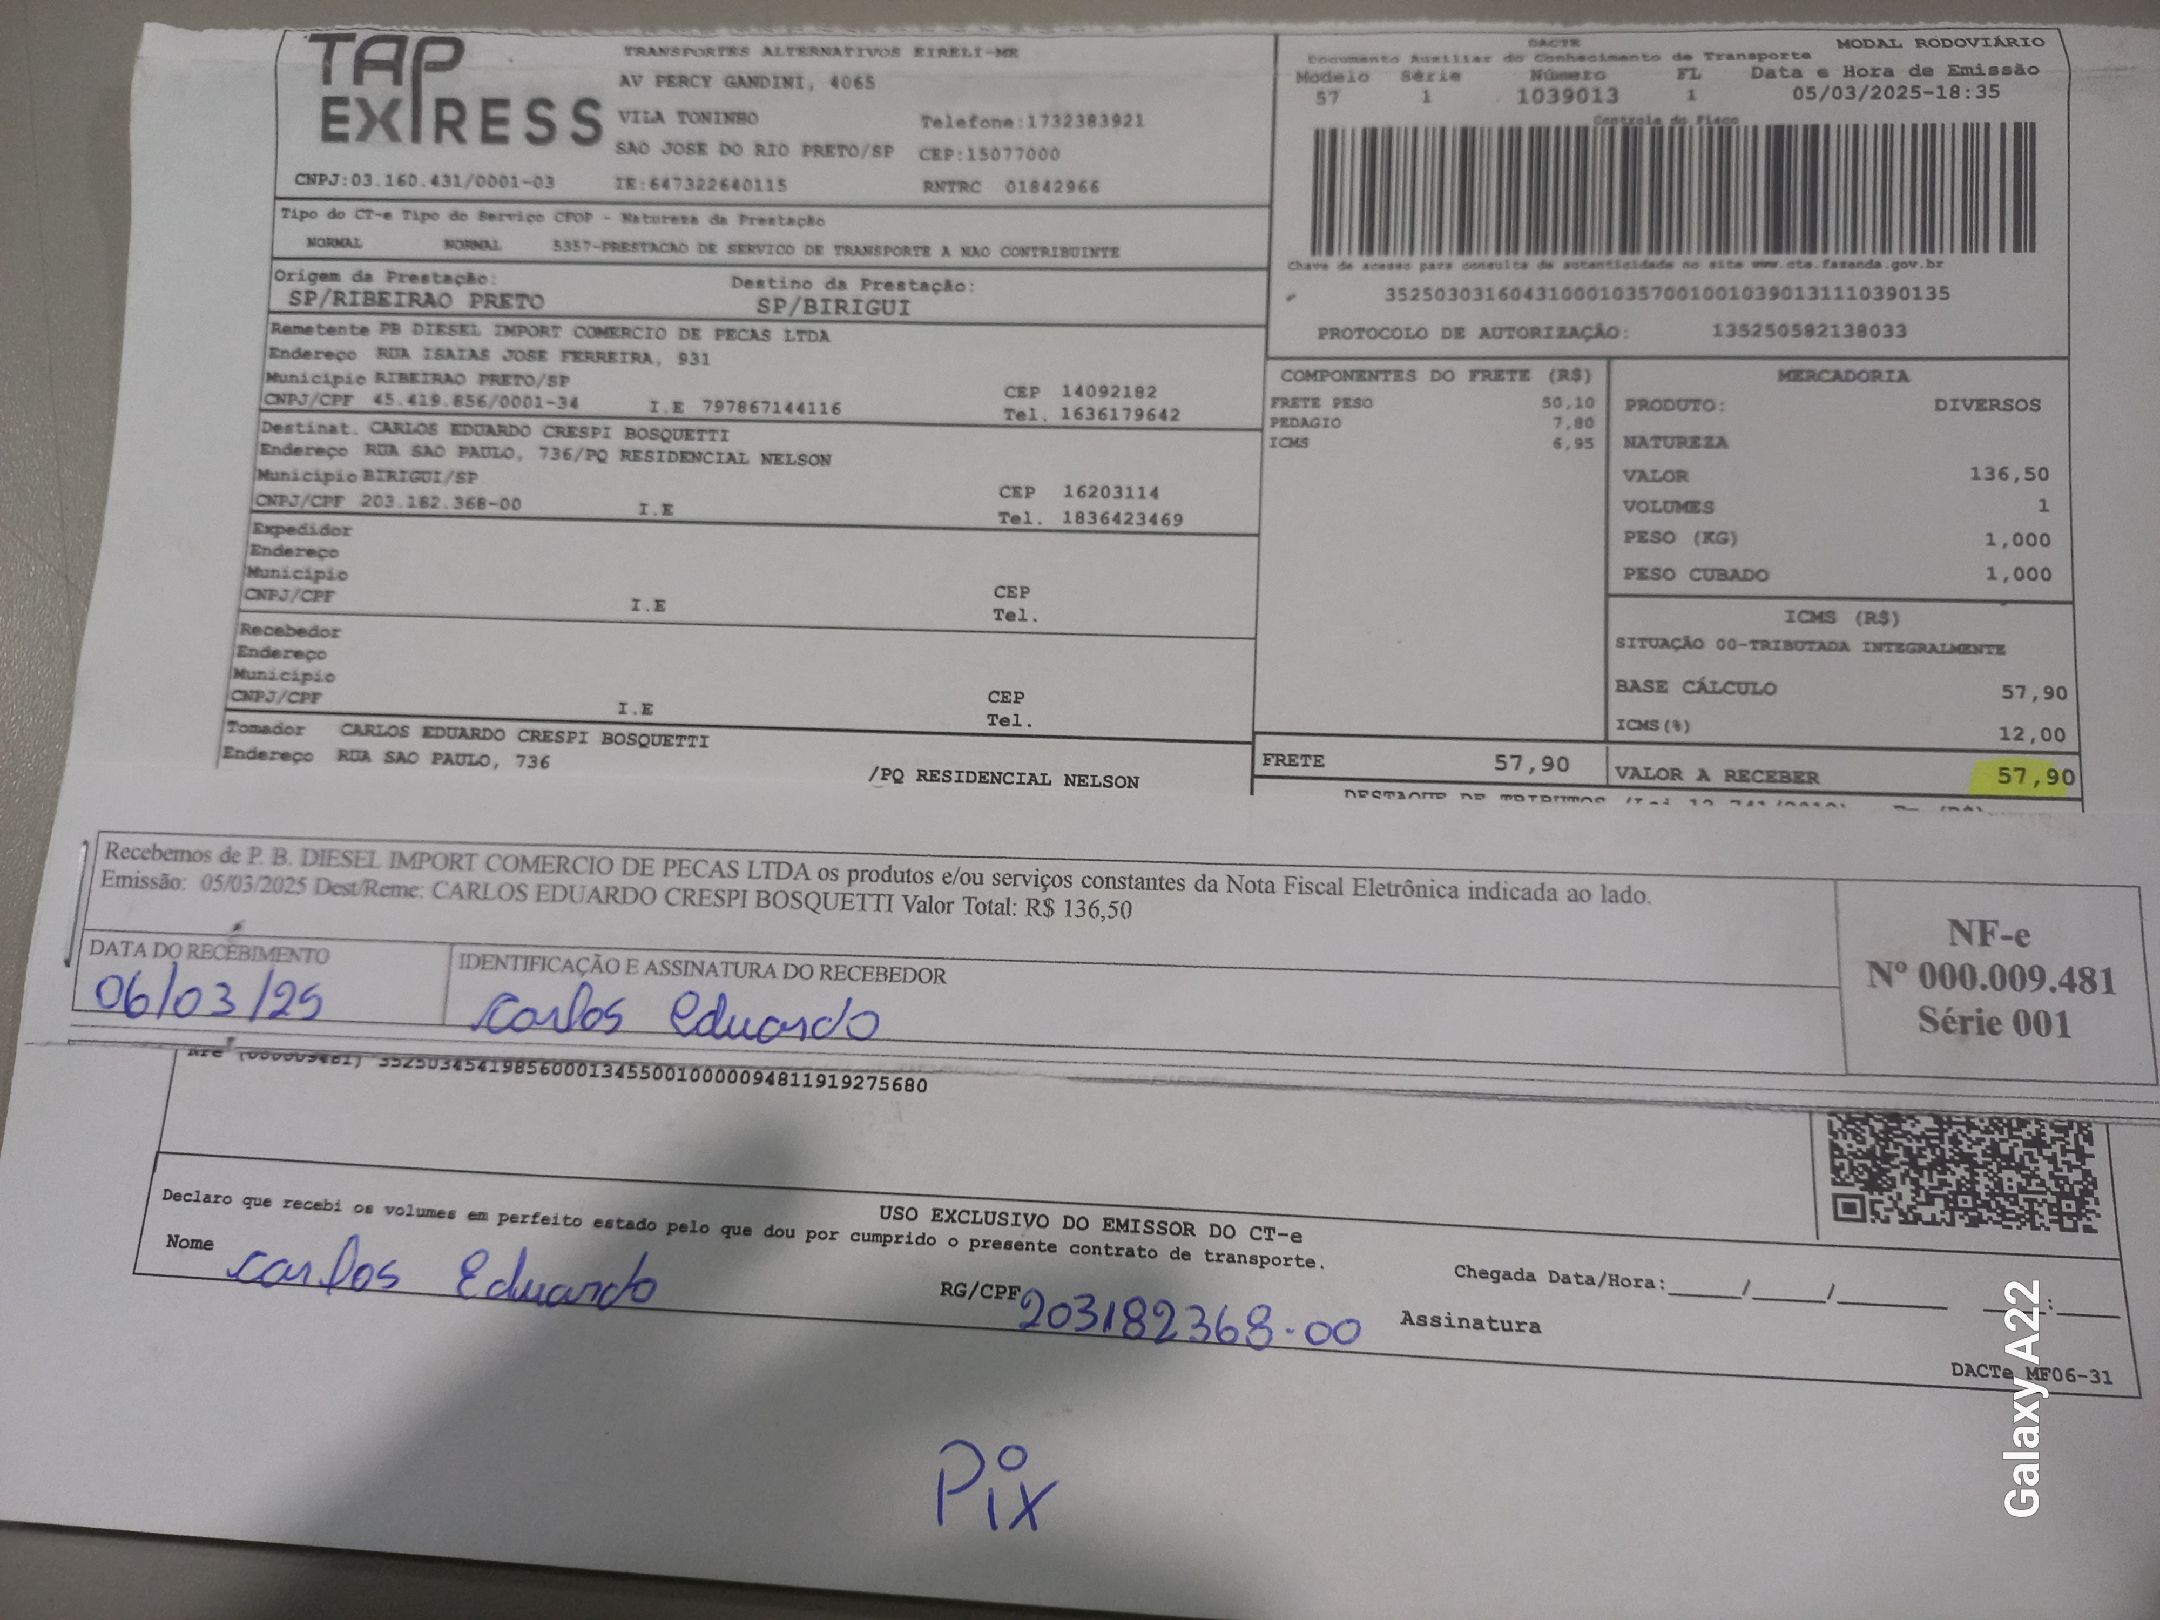 TAP EXPRESS
TRANSPORTES ALTERNATIVOS EIRELI-ME
AV PERCY GANDINI, 4065
VILA TONINHO Telefone:1732383921
SAO JOSE DO RIO PRETO/SP CEP:15077000
CNPJ:03.160.431/0001-03 IE:647322640115 RNTRC 01842966
DACTE MODAL RODOVIÁRIO
Documento Auxiliar do Conhecimento de Transporte
Modelo Série Número FL Data e Hora de Emissão
57 1 1039013 1 05/03/2025-18:35
Controle do Fisco
Chave de acesso para consulta de autenticidade no site www.cte.fazenda.gov.br
35250303160431000103570010010390131110390135
PROTOCOLO DE AUTORIZAÇÃO: 135250582138033
Tipo do CT-e Tipo do Serviço CFOP - Natureza da Prestação
NORMAL NORMAL 5357-PRESTACAO DE SERVICO DE TRANSPORTE A NAO CONTRIBUINTE
Origem da Prestação: Destino da Prestação:
SP/RIBEIRAO PRETO SP/BIRIGUI
Remetente PB DIESEL IMPORT COMERCIO DE PECAS LTDA
Endereço RUA ISAIAS JOSE FERREIRA, 931
Município RIBEIRAO PRETO/SP CEP 14092182
CNPJ/CPF 45.419.856/0001-34 I.E 797867144116 Tel. 1636179642
Destinat. CARLOS EDUARDO CRESPI BOSQUETTI
Endereço RUA SAO PAULO, 736/PQ RESIDENCIAL NELSON
Município BIRIGUI/SP CEP 16203114
CNPJ/CPF 203.182.368-00 I.E Tel. 1836423469
Expedidor
Endereço
Município CEP
CNPJ/CPF I.E Tel.
Recebedor
Endereço
Município CEP
CNPJ/CPF I.E Tel.
Tomador CARLOS EDUARDO CRESPI BOSQUETTI
Endereço RUA SAO PAULO, 736 /PQ RESIDENCIAL NELSON
COMPONENTES DO FRETE (R$)
FRETE PESO 50,10
PEDAGIO 7,80
ICMS 6,95
FRETE 57,90
MERCADORIA
PRODUTO: DIVERSOS
NATUREZA
VALOR 136,50
VOLUMES 1
PESO (KG) 1,000
PESO CUBADO 1,000
ICMS (R$)
SITUAÇÃO 00-TRIBUTADA INTEGRALMENTE
BASE CÁLCULO 57,90
ICMS(%) 12,00
VALOR A RECEBER 57,90
DESTAQUE DE TRIBUTOS
Recebemos de P. B. DIESEL IMPORT COMERCIO DE PECAS LTDA os produtos e/ou serviços constantes da Nota Fiscal Eletrônica indicada ao lado.
Emissão: 05/03/2025 Dest/Reme: CARLOS EDUARDO CRESPI BOSQUETTI Valor Total: R$ 136,50
DATA DO RECEBIMENTO IDENTIFICAÇÃO E ASSINATURA DO RECEBEDOR
06/03/25 Carlos Eduardo
NF-e
Nº 000.009.481
Série 001
35250345419856000134550010000094811919275680
USO EXCLUSIVO DO EMISSOR DO CT-e
Declaro que recebi os volumes em perfeito estado pelo que dou por cumprido o presente contrato de transporte.
Nome Carlos Eduardo RG/CPF 203182368-00 Assinatura
Chegada Data/Hora:_____/_____/_______ ____:____
DACTe MF06-31
Pix
Galaxy A22